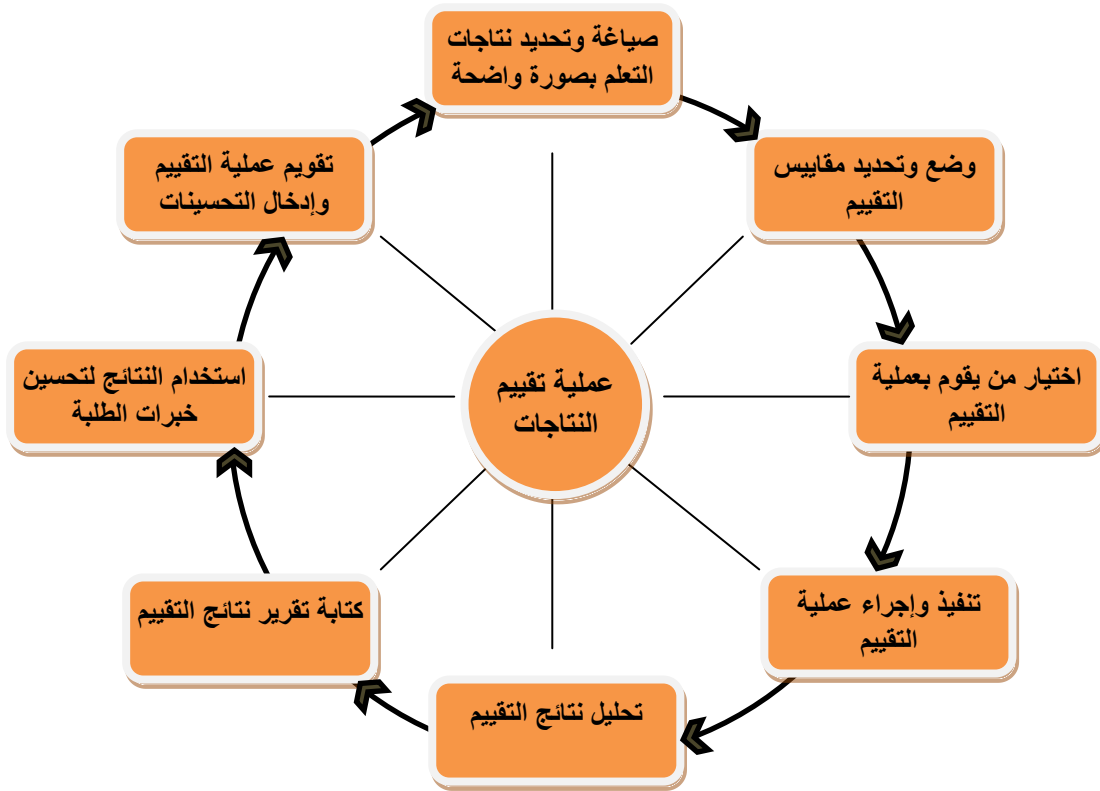 صياغة وتحديد نتاجات
التعلم بصورة واضحة
وضع وتحديد مقاييس
التقييم
اختيار من يقوم بعملية
التقييم
تنفيذ وإجراء عملية
التقييم
تحليل نتائج التقييم
كتابة تقرير نتائج التقييم
استخدام النتائج لتحسين
خبرات الطلبة
تقويم عملية التقييم
وإدخال التحسينات
عملية تقييم
النتاجات